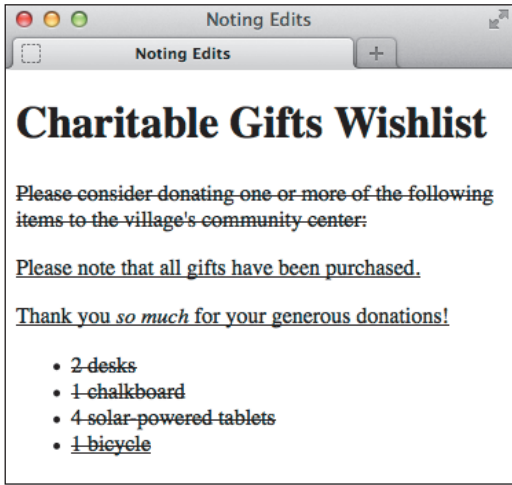 Noting Edits
Noting Edits
Charitable Gifts Wishlist
Please consider donating one or more of the following
items to the village's community center:
Please note that all gifts have been purchased.
Thank you so much for your generous donations!
• 2 desks
• 1 chalkboard
• 4 solar-powered tablets
• 1 bicycle